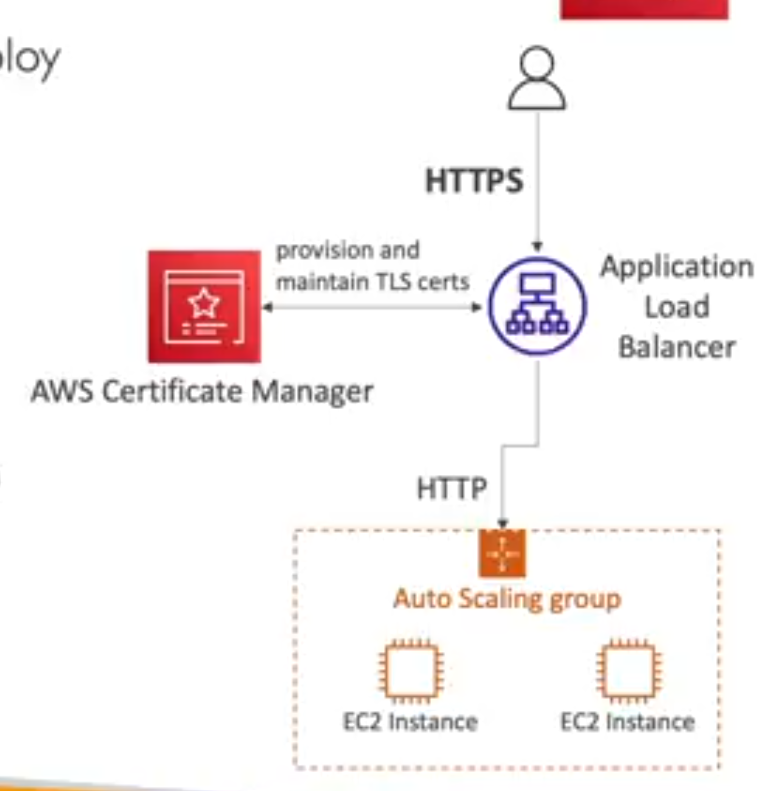 HTTPS
provision and
maintain TLS certs
Application
Load
Balancer
AWS Certificate Manager
HTTP
Auto Scaling group
EC2 Instance
EC2 Instance